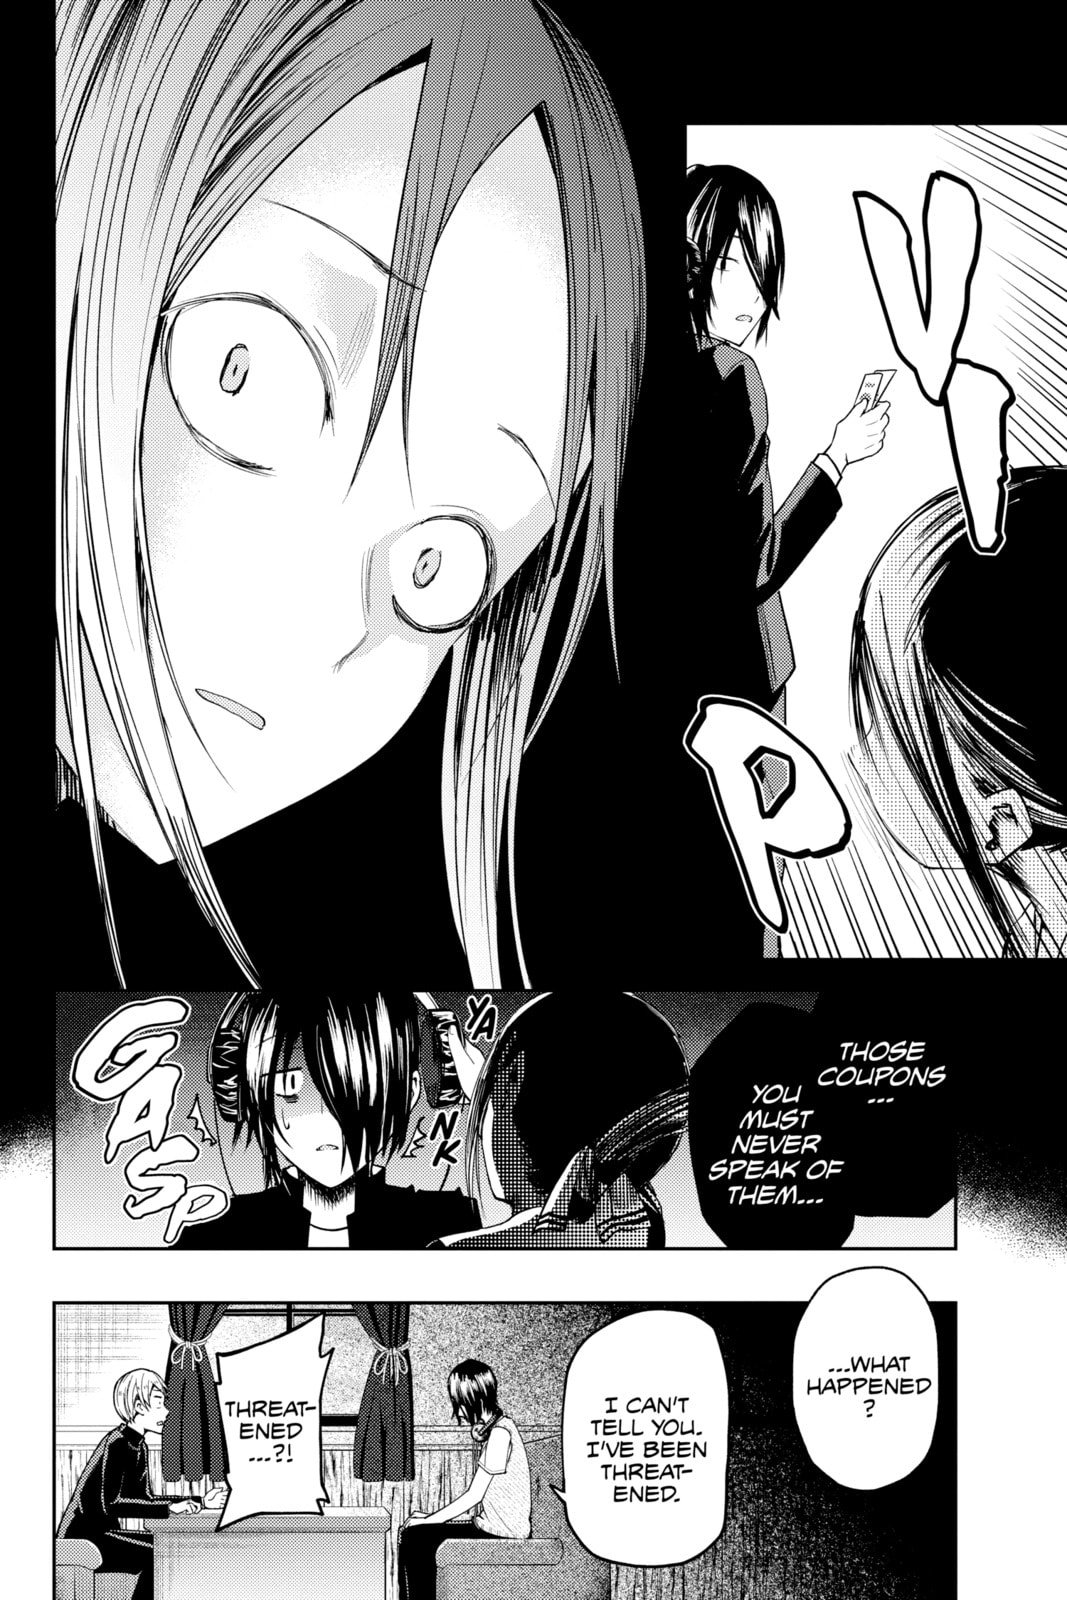 YIP
THOSE
COUPONS
...
YOU
MUST
NEVER
SPEAK OF
THEM...
YA
NK
GASP
...WHAT
HAPPENED
?
I CAN'T
TELL YOU.
I'VE BEEN
THREAT-
ENED.
THREAT-
ENED
...?!